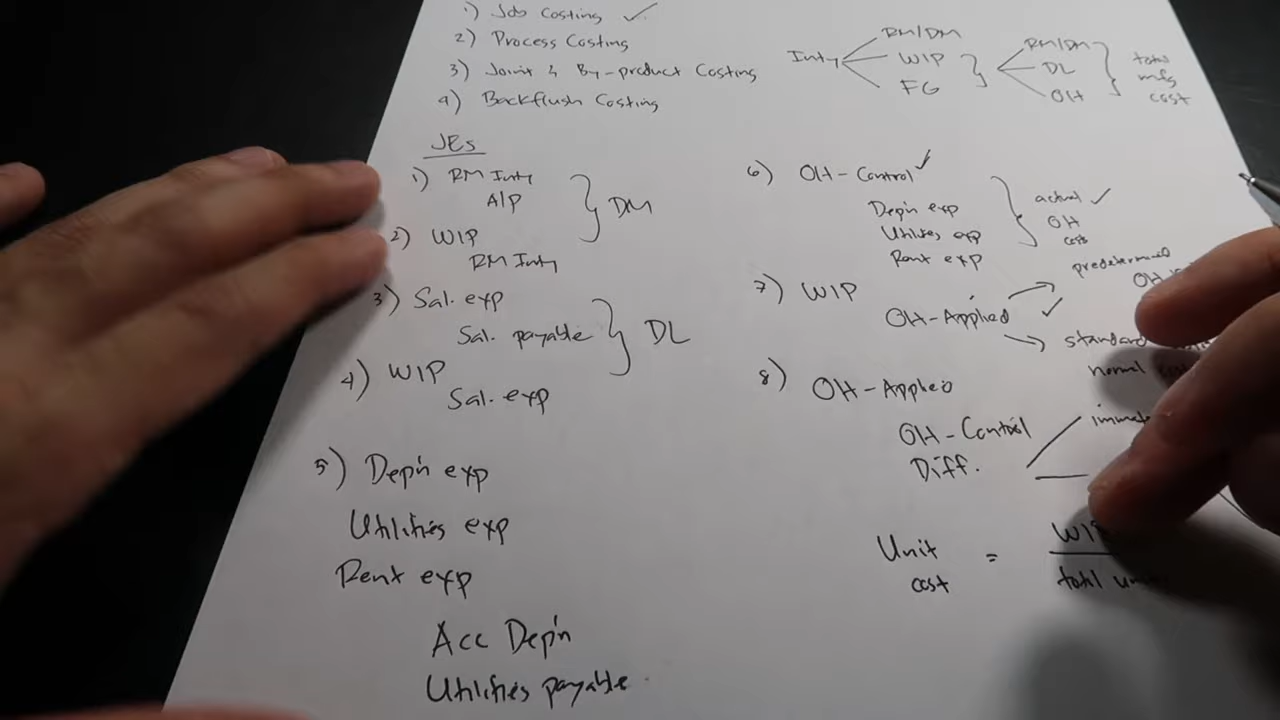 1) Job Costing ✓
2) Process Costing
3) Joint & By-product Costing
4) Backflush Costing
Inty
RM/DM
WIP
FG
RM/DM
DL
OH
total
mfg
cost
JEs
1) RM Inty
A/P
DM
2) WIP
RM Inty
3) Sal. exp
Sal. payable
DL
4) WIP
Sal. exp
5) Dep'n exp
Utilities exp
Rent exp
Acc Dep'n
Utilities payable
6) OH-Control ✓
Dep'n exp
Utilities exp
Rent exp
actual ✓
OH
cost
7) WIP
OH-Applied
predetermined
OH
✓
standard
normal
8) OH-Applied
OH-Control
Diff.
Unit
cost
=
WIP
total